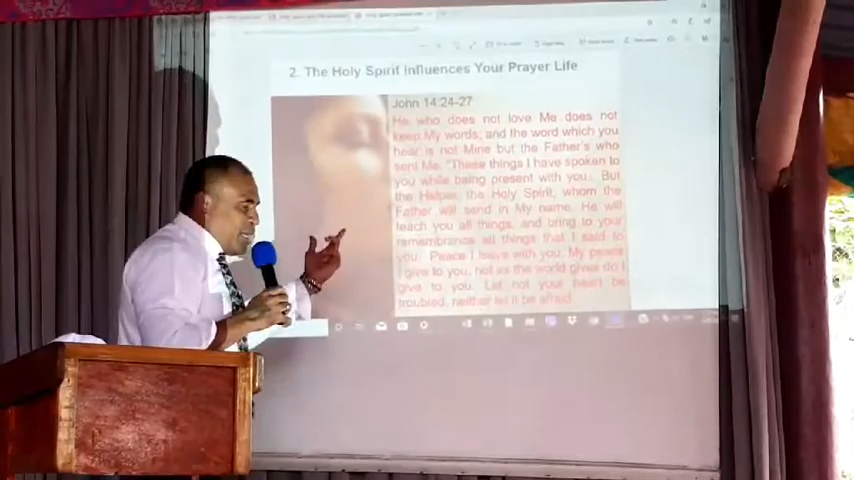 2. The Holy Spirit Influences Your Prayer Life
John 14:24-27
He who does not love Me does not
keep My words, and the word which you
hear is not Mine but the Father's who
sent Me. "These things I have spoken to
you while being present with you. But
the Helper, the Holy Spirit, whom the
Father will send in My name, He will
teach you all things, and bring to your
remembrance all things that I said to
you. Peace I leave with you, My peace
I give to you, not as the world gives do I
give to you. Let not your heart be
troubled, neither let it be afraid.